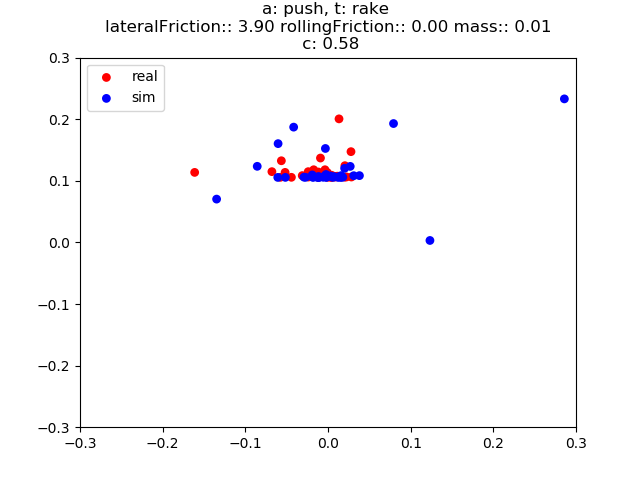 a: push, t: rake
lateralFriction:: 3.90 rollingFriction:: 0.00 mass:: 0.01
c: 0.58
real
sim
0.3
0.2
0.1
0.0
−0.1
−0.2
−0.3
−0.3
−0.2
−0.1
0.0
0.1
0.2
0.3